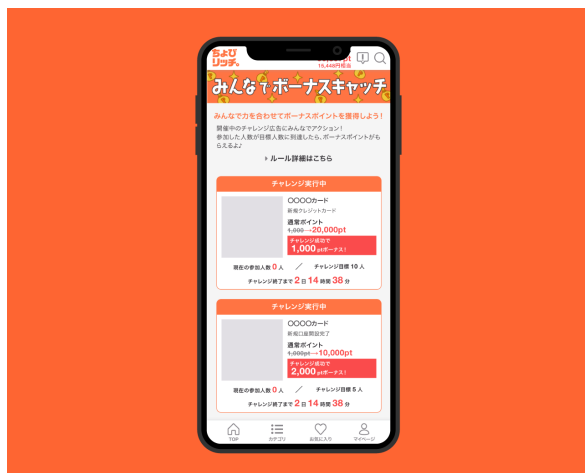 ちょび
リッチ。
pt
15,448円相当
みんなでボーナスキャッチ
みんなで力を合わせてボーナスポイントを獲得しよう！
開催中のチャレンジ広告にみんなでアクション！
参加した人数が目標人数に到達したら、ボーナスポイントがも
らえるよ♪
ルール詳細はこちら
チャレンジ実行中
〇〇〇〇カード
新規クレジットカード
通常ポイント
1,000→20,000pt
チャレンジ成功で
1,000ptボーナス！
現在の参加人数 0 人 ／ チャレンジ目標 10 人
チャレンジ終了まで 2 日 14 時間 38 分
チャレンジ実行中
〇〇〇〇カード
新規口座開設完了
通常ポイント
1,000pt→10,000pt
チャレンジ成功で
2,000ptボーナス！
現在の参加人数 0 人 ／ チャレンジ目標 5 人
チャレンジ終了まで 2 日 14 時間 38 分
TOP カテゴリ お気に入り マイページ